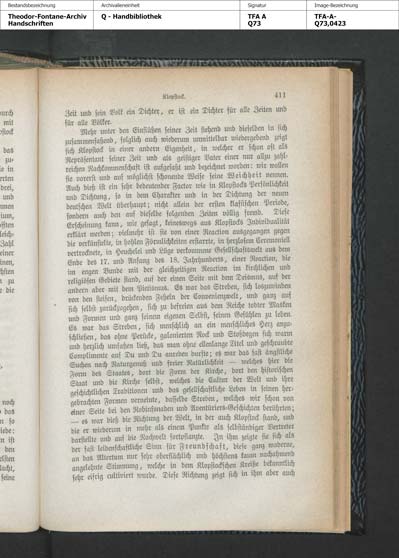 Bestandsbezeichnung
Archivalieneinheit
Signatur
Image-Bezeichnung
Theodor-Fontane-Archiv
Handschriften
Q - Handbibliothek
TFA A
Q73
TFA-A-
Q73,0423
Klopstock.
411
Zeit und sein Volk ein Dichter, er ist ein Dichter für alle Zeiten und
für alle Völker.
Mehr unter den Einflüssen seiner Zeit stehend und dieselben in sich
zusammenfassend, folglich auch wiederum unmittelbar wiedergebend zeigt
sich Klopstock in einer andern Eigenheit, in welcher er schon oft als
Repräsentant seiner Zeit und als geistiger Vater einer nur allzu zahl-
reichen Nachkommenschaft ist aufgefaßt und bezeichnet worden: wir wollen
sie vorerst und auf möglichst schonende Weise seine Weichheit nennen.
Auch dieß ist ein sehr bedeutender Factor wie in Klopstocks Persönlichkeit
und Dichtung, so in dem Charakter und in der Dichtung der neuen
deutschen Welt überhaupt; nicht allein der ersten klassischen Periode,
sondern auch den auf dieselbe folgenden Zeiten völlig fremd. Diese
Erscheinung kann, wie gesagt, keineswegs aus Klopstocks Individualität
erklärt werden; vielmehr ist sie von einer Reaction ausgegangen gegen
die verkünstelte, in hohlen Förmlichkeiten erstarrte, in herzlosem Ceremoniell
vertrocknete, in Heuchelei und Lüge verkommene Gesellschaftswelt aus dem
Ende des 17. und Anfang des 18. Jahrhunderts, einer Reaction, die
im engen Bunde mit der gleichzeitigen Reaction im kirchlichen und
religiösen Gebiete stand, auf der einen Seite mit dem Deismus, auf der
andern aber mit dem Pietismus. Es war das Streben, sich loszuwinden
von den steifen, drückenden Fesseln der Convenienzwelt, und ganz auf
sich selbst zurückzugehen, sich zu befreien aus dem Reiche todter Masken
und Formen und ganz seinem eigenen Selbst, seinen Gefühlen zu leben.
Es war das Streben, sich menschlich an ein menschliches Herz anzu-
schließen, das ohne Perücke, galonierten Rock und Stoßdegen sich warm
und herzlich umfassen ließ, das man ohne ellenlange Titel und geschraubte
Complimente auf Du und Du anreden durfte; es war das fast ängstliche
Suchen nach Naturgemüß und freier Natürlichkeit — welches hier die
Form des Staates, dort die Form der Kirche, dort den historischen
Staat und die Kirche selbst, welches die Cultur der Welt und ihre
geschichtlichen Traditionen und das gesellschaftliche Leben in seinen her-
gebrachten Formen verneinte, dasselbe Streben, welches wir schon von
einer Seite bei den Robinsonaden und Aventüriers-Geschichten berührten;
— es war dieß die Richtung der Welt, in der auch Klopstock stand, und
die er wiederum in mehr als einem Punkte als selbständiger Vertreter
darstellte und auf die Nachwelt fortpflanzte. In ihm zeigte sie sich als
der fast leidenschaftliche Sinn für Freundschaft, diese ganz moderne,
an das Altertum nur sehr oberflächlich und höchstens kaum nachahmend
angelehnte Stimmung, welche in dem Klopstockschen Kreiße bekanntlich
sehr eifrig cultiviert wurde. Diese Richtung zeigt sich in ihm aber auch